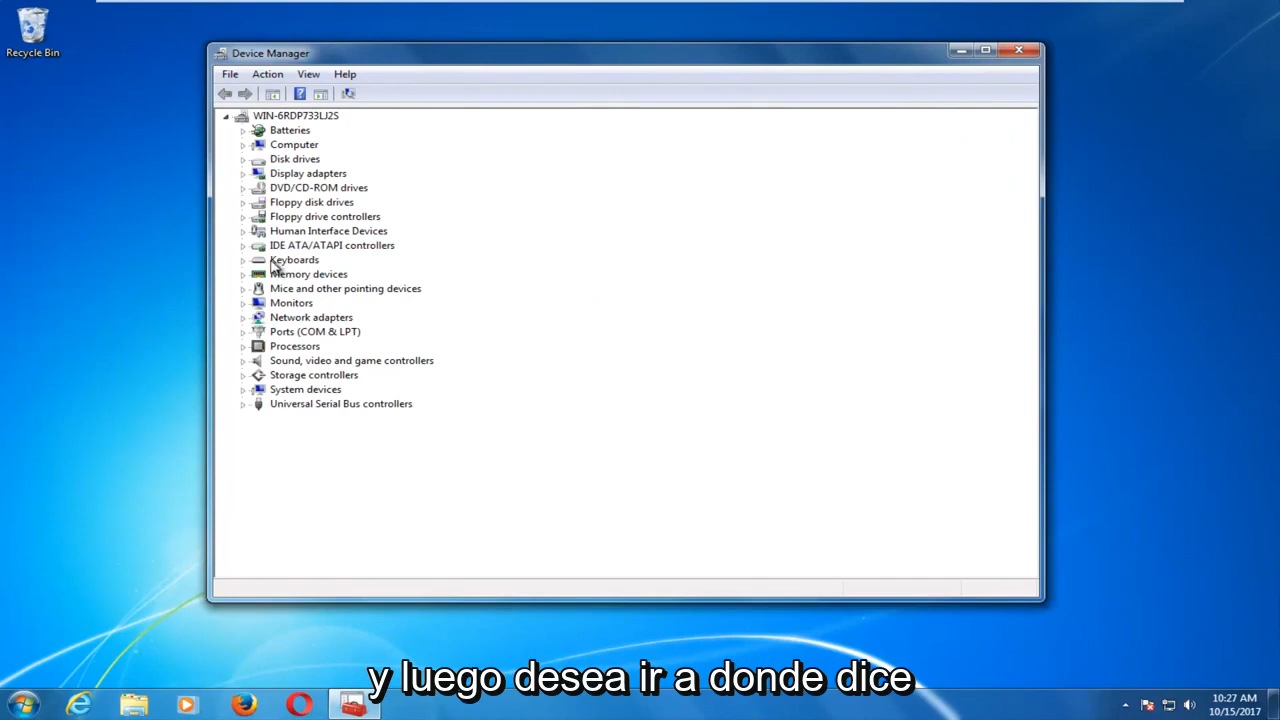 Recycle Bin
Device Manager
File Action View Help
WIN-6RDP733LJ2S
Batteries
Computer
Disk drives
Display adapters
DVD/CD-ROM drives
Floppy disk drives
Floppy drive controllers
Human Interface Devices
IDE ATA/ATAPI controllers
Keyboards
Memory devices
Mice and other pointing devices
Monitors
Network adapters
Ports (COM & LPT)
Processors
Sound, video and game controllers
Storage controllers
System devices
Universal Serial Bus controllers
y luego desea ir a donde dice
10:27 AM
10/15/2017